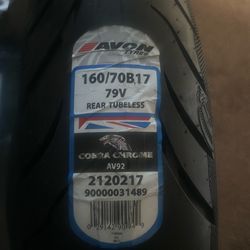 AVON
TYRES
160/70B17
79V
REAR TUBELESS
COBRA CHROME
AV92
2120217
90000031489